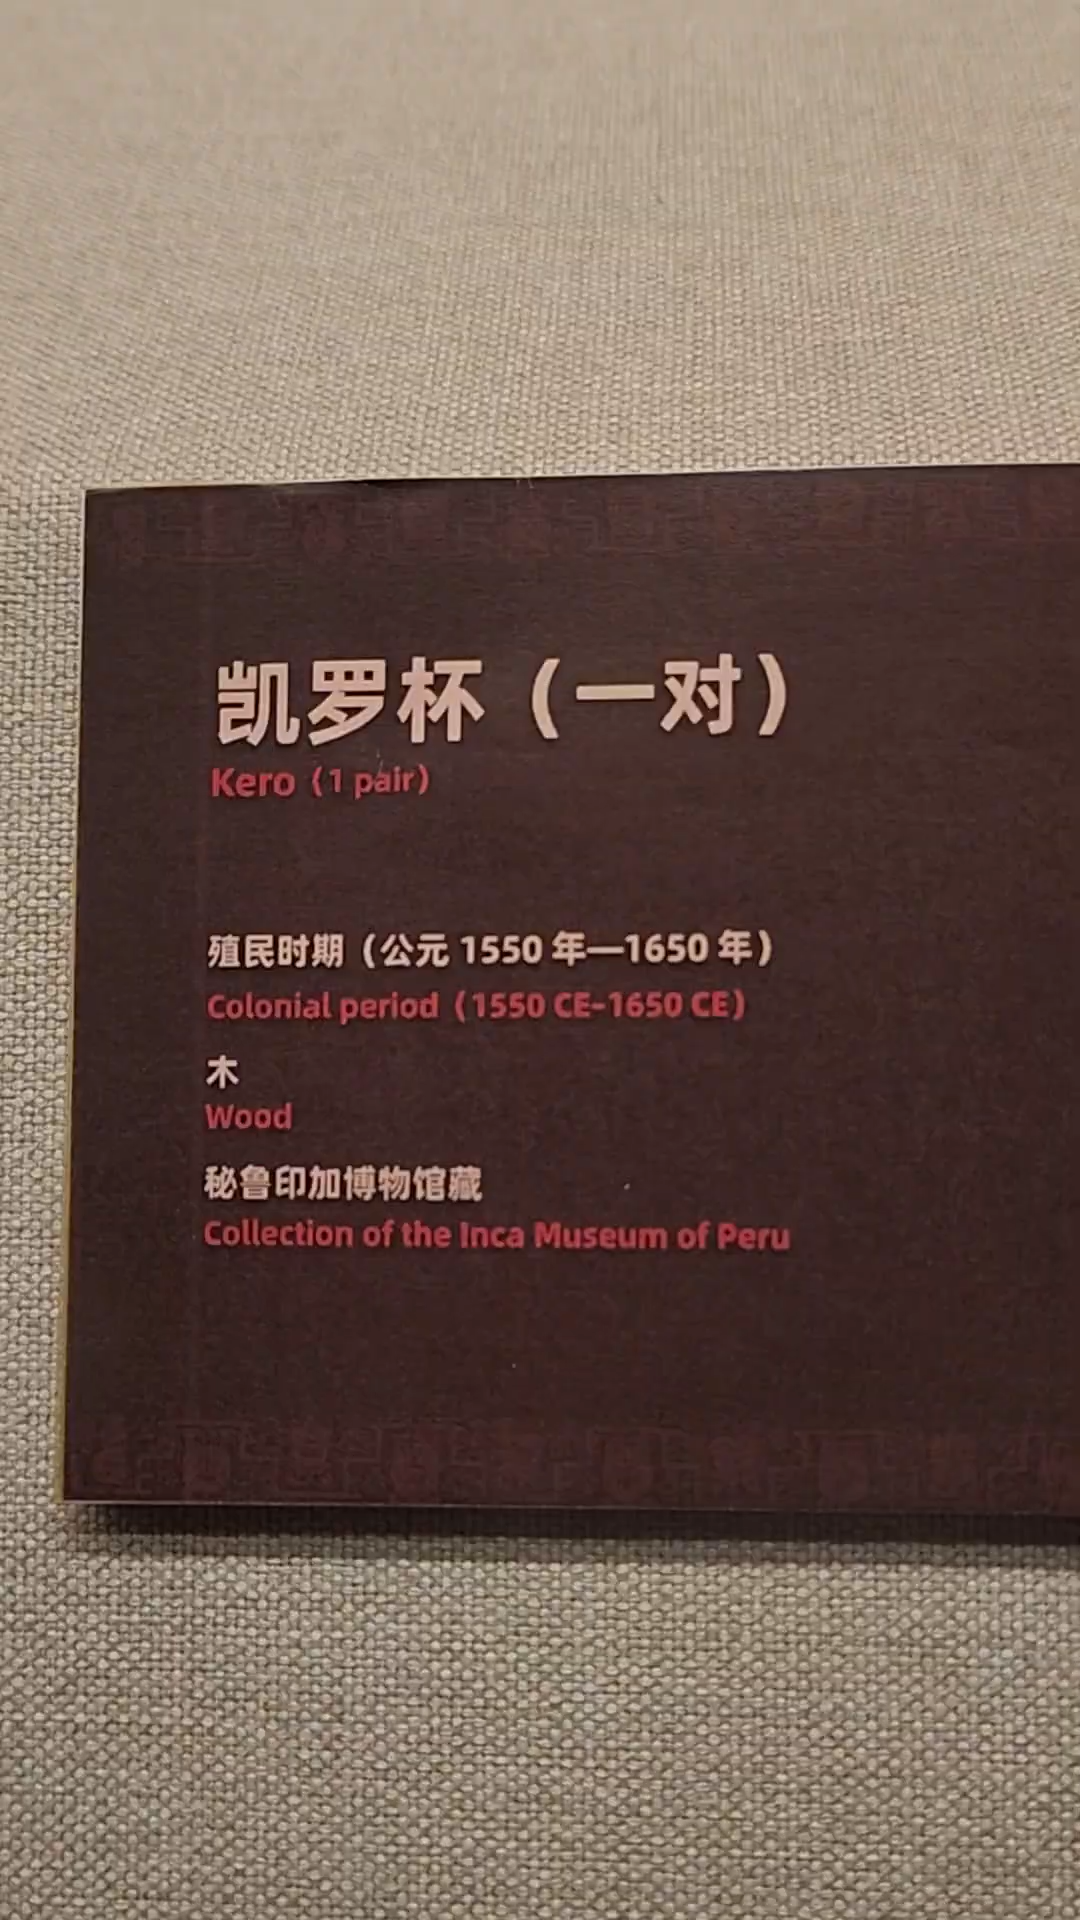 凯罗杯（一对）
Kero（1 pair）
殖民时期（公元 1550 年—1650 年）
Colonial period（1550 CE-1650 CE）
木
Wood
秘鲁印加博物馆藏
Collection of the Inca Museum of Peru